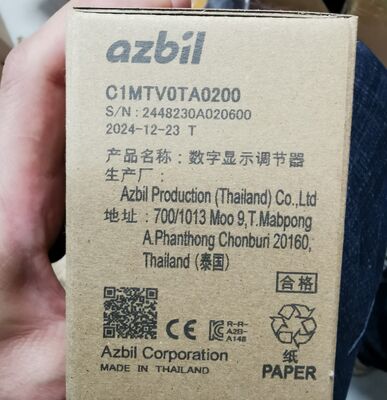 azbil
C1MTV0TA0200
S/N : 2448230A020600
2024-12-23 T
产品名称：数字显示调节器
生产厂：
Azbil Production (Thailand) Co.,Ltd
地址：700/1013 Moo 9,T.Mabpong
A.Phanthong Chonburi 20160,
Thailand (泰国)
合格
CE
R-R-
A2B-
A148
纸
PAPER
Azbil Corporation
MADE IN THAILAND